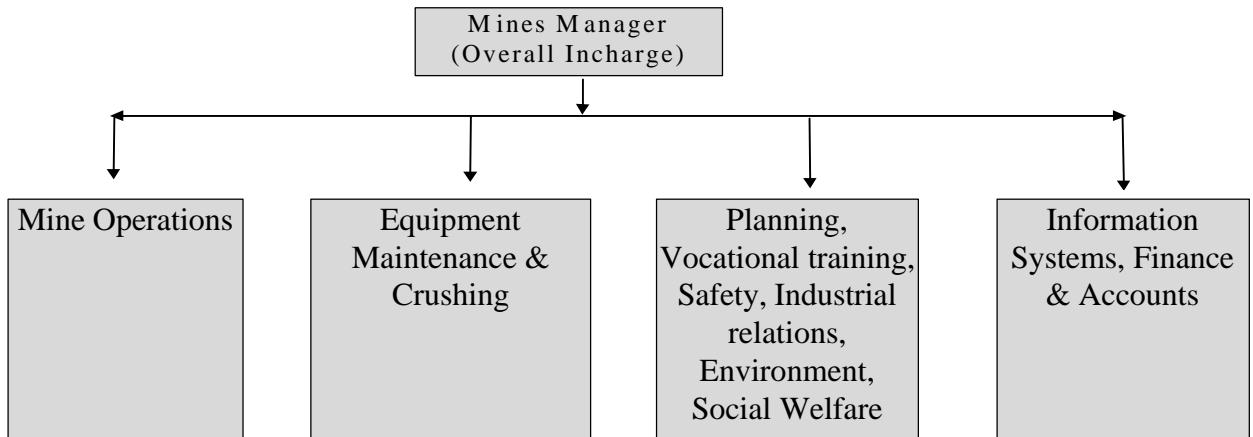 Mines Manager
(Overall Incharge)
Mine Operations
Equipment
Maintenance &
Crushing
Planning,
Vocational training,
Safety, Industrial
relations,
Environment,
Social Welfare
Information
Systems, Finance
& Accounts